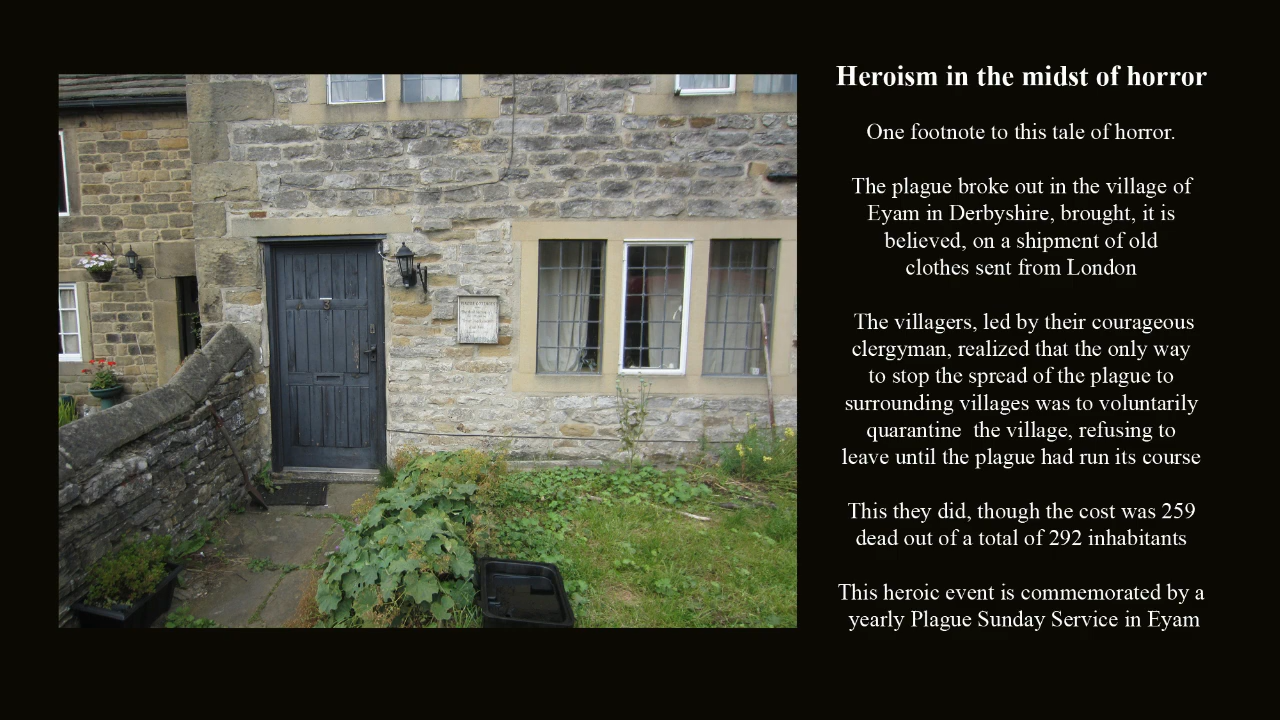 Heroism in the midst of horror
One footnote to this tale of horror.
The plague broke out in the village of
Eyam in Derbyshire, brought, it is
believed, on a shipment of old
clothes sent from London
The villagers, led by their courageous
clergyman, realized that the only way
to stop the spread of the plague to
surrounding villages was to voluntarily
quarantine  the village, refusing to
leave until the plague had run its course
This they did, though the cost was 259
dead out of a total of 292 inhabitants
This heroic event is commemorated by a
yearly Plague Sunday Service in Eyam
3